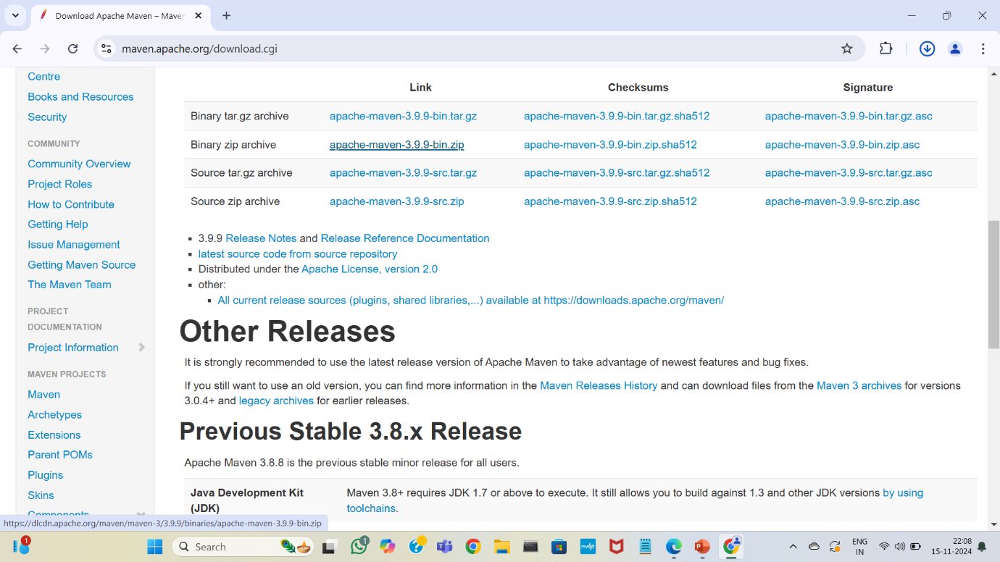 Download Apache Maven – Maven
maven.apache.org/download.cgi
Centre
Books and Resources
Security
COMMUNITY
Community Overview
Project Roles
How to Contribute
Getting Help
Issue Management
Getting Maven Source
The Maven Team
PROJECT
DOCUMENTATION
Project Information
MAVEN PROJECTS
Maven
Archetypes
Extensions
Parent POMs
Plugins
Skins
Components
Link Checksums Signature
Binary tar.gz archive apache-maven-3.9.9-bin.tar.gz apache-maven-3.9.9-bin.tar.gz.sha512 apache-maven-3.9.9-bin.tar.gz.asc
Binary zip archive apache-maven-3.9.9-bin.zip apache-maven-3.9.9-bin.zip.sha512 apache-maven-3.9.9-bin.zip.asc
Source tar.gz archive apache-maven-3.9.9-src.tar.gz apache-maven-3.9.9-src.tar.gz.sha512 apache-maven-3.9.9-src.tar.gz.asc
Source zip archive apache-maven-3.9.9-src.zip apache-maven-3.9.9-src.zip.sha512 apache-maven-3.9.9-src.zip.asc
3.9.9 Release Notes and Release Reference Documentation
latest source code from source repository
Distributed under the Apache License, version 2.0
other:
All current release sources (plugins, shared libraries,...) available at https://downloads.apache.org/maven/
Other Releases
It is strongly recommended to use the latest release version of Apache Maven to take advantage of newest features and bug fixes.
If you still want to use an old version, you can find more information in the Maven Releases History and can download files from the Maven 3 archives for versions
3.0.4+ and legacy archives for earlier releases.
Previous Stable 3.8.x Release
Apache Maven 3.8.8 is the previous stable minor release for all users.
Java Development Kit Maven 3.8+ requires JDK 1.7 or above to execute. It still allows you to build against 1.3 and other JDK versions by using
(JDK) toolchains.
https://dlcdn.apache.org/maven/maven-3/3.9.9/binaries/apache-maven-3.9.9-bin.zip
1
Search
1
myhp
ENG
IN
22:08
15-11-2024